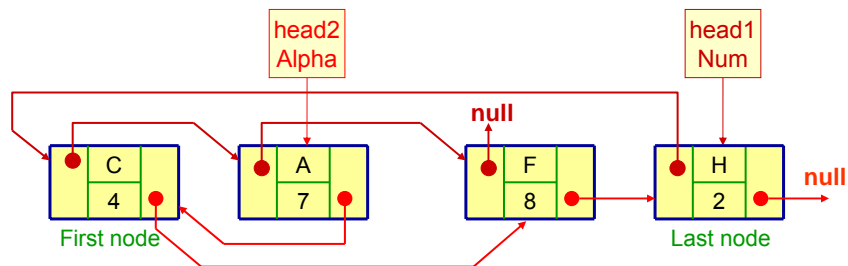 head2
Alpha
head1
Num
null
C
4
A
7
F
8
H
2
null
First node
Last node